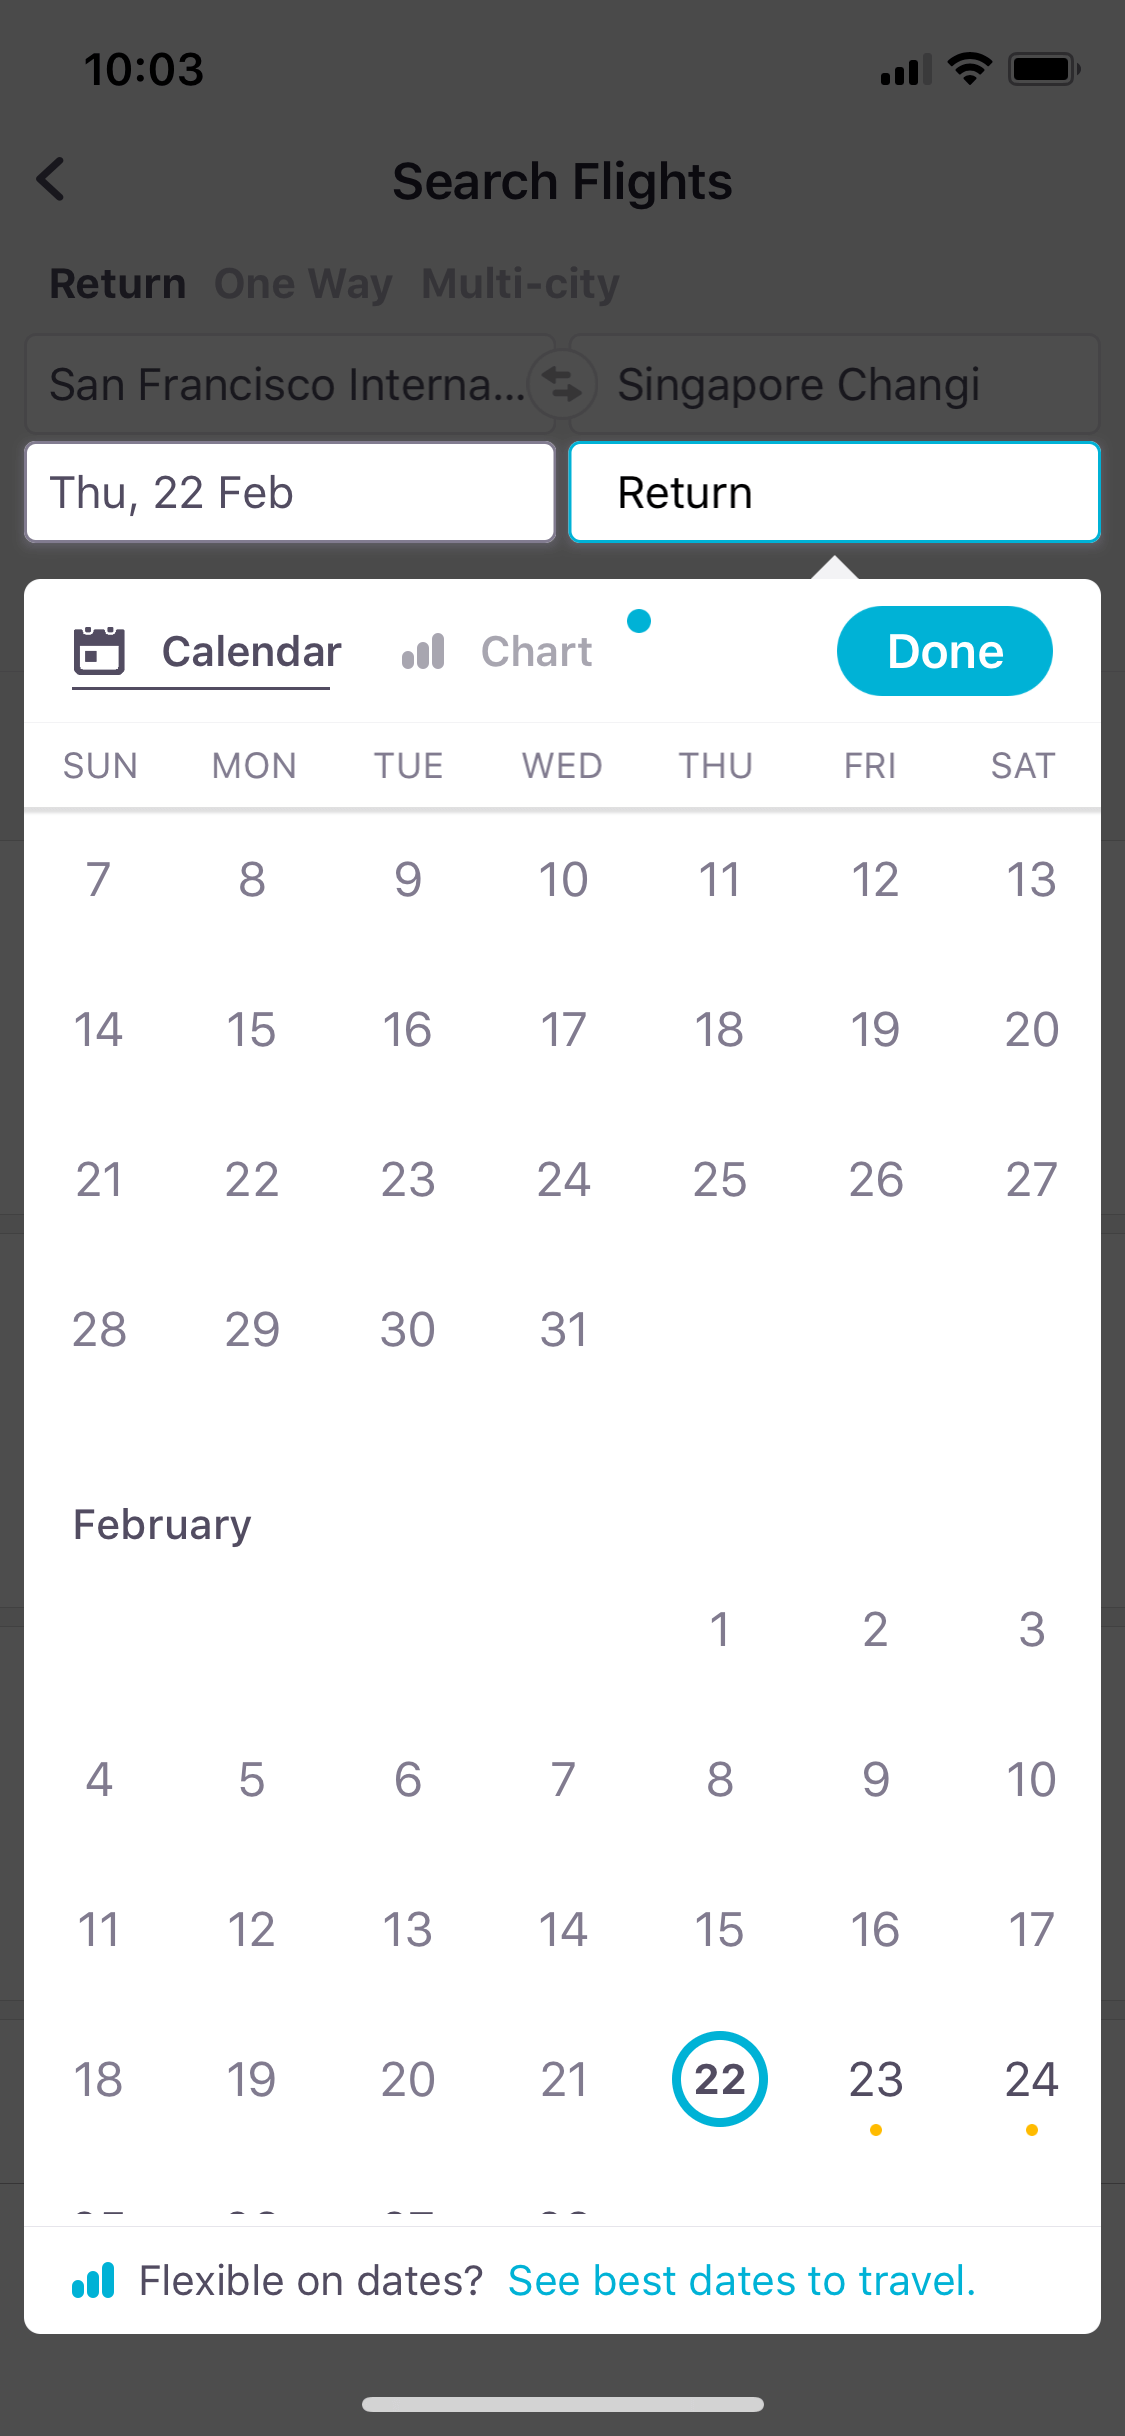 10:03
Search Flights
Return One Way Multi-city
San Francisco Interna... Singapore Changi
Thu, 22 Feb Return
Calendar Chart Done
SUN MON TUE WED THU FRI SAT
7 8 9 10 11 12 13
14 15 16 17 18 19 20
21 22 23 24 25 26 27
28 29 30 31
February
1 2 3
4 5 6 7 8 9 10
11 12 13 14 15 16 17
18 19 20 21 22 23 24
Flexible on dates? See best dates to travel.